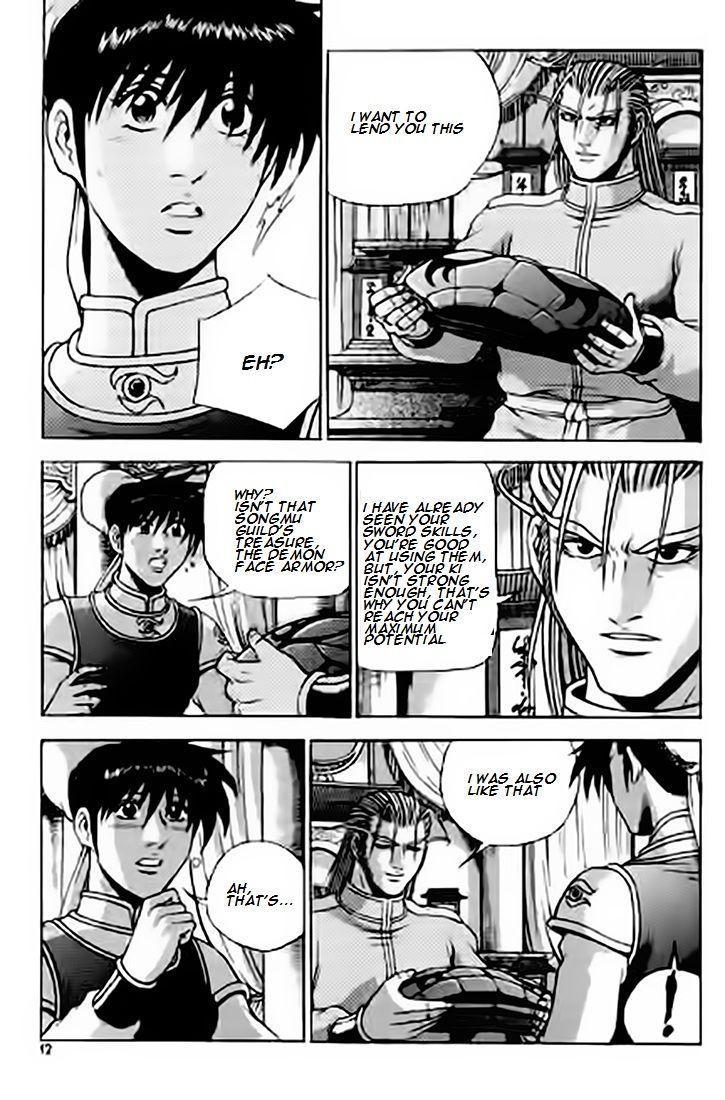 I WANT TO
LEND YOU THIS
EH?
WHY?
ISN'T THAT
SONGMU
GUILD'S
TREASURE,
THE DEMON
FACE ARMOR?
I HAVE ALREADY
SEEN YOUR
SWORD SKILLS,
YOU'RE GOOD
AT USING THEM,
BUT, YOUR KI
ISN'T STRONG
ENOUGH, THAT'S
WHY YOU CAN'T
REACH YOUR
MAXIMUM
POTENTIAL
I WAS ALSO
LIKE THAT
!
AH,
THAT'S...
12